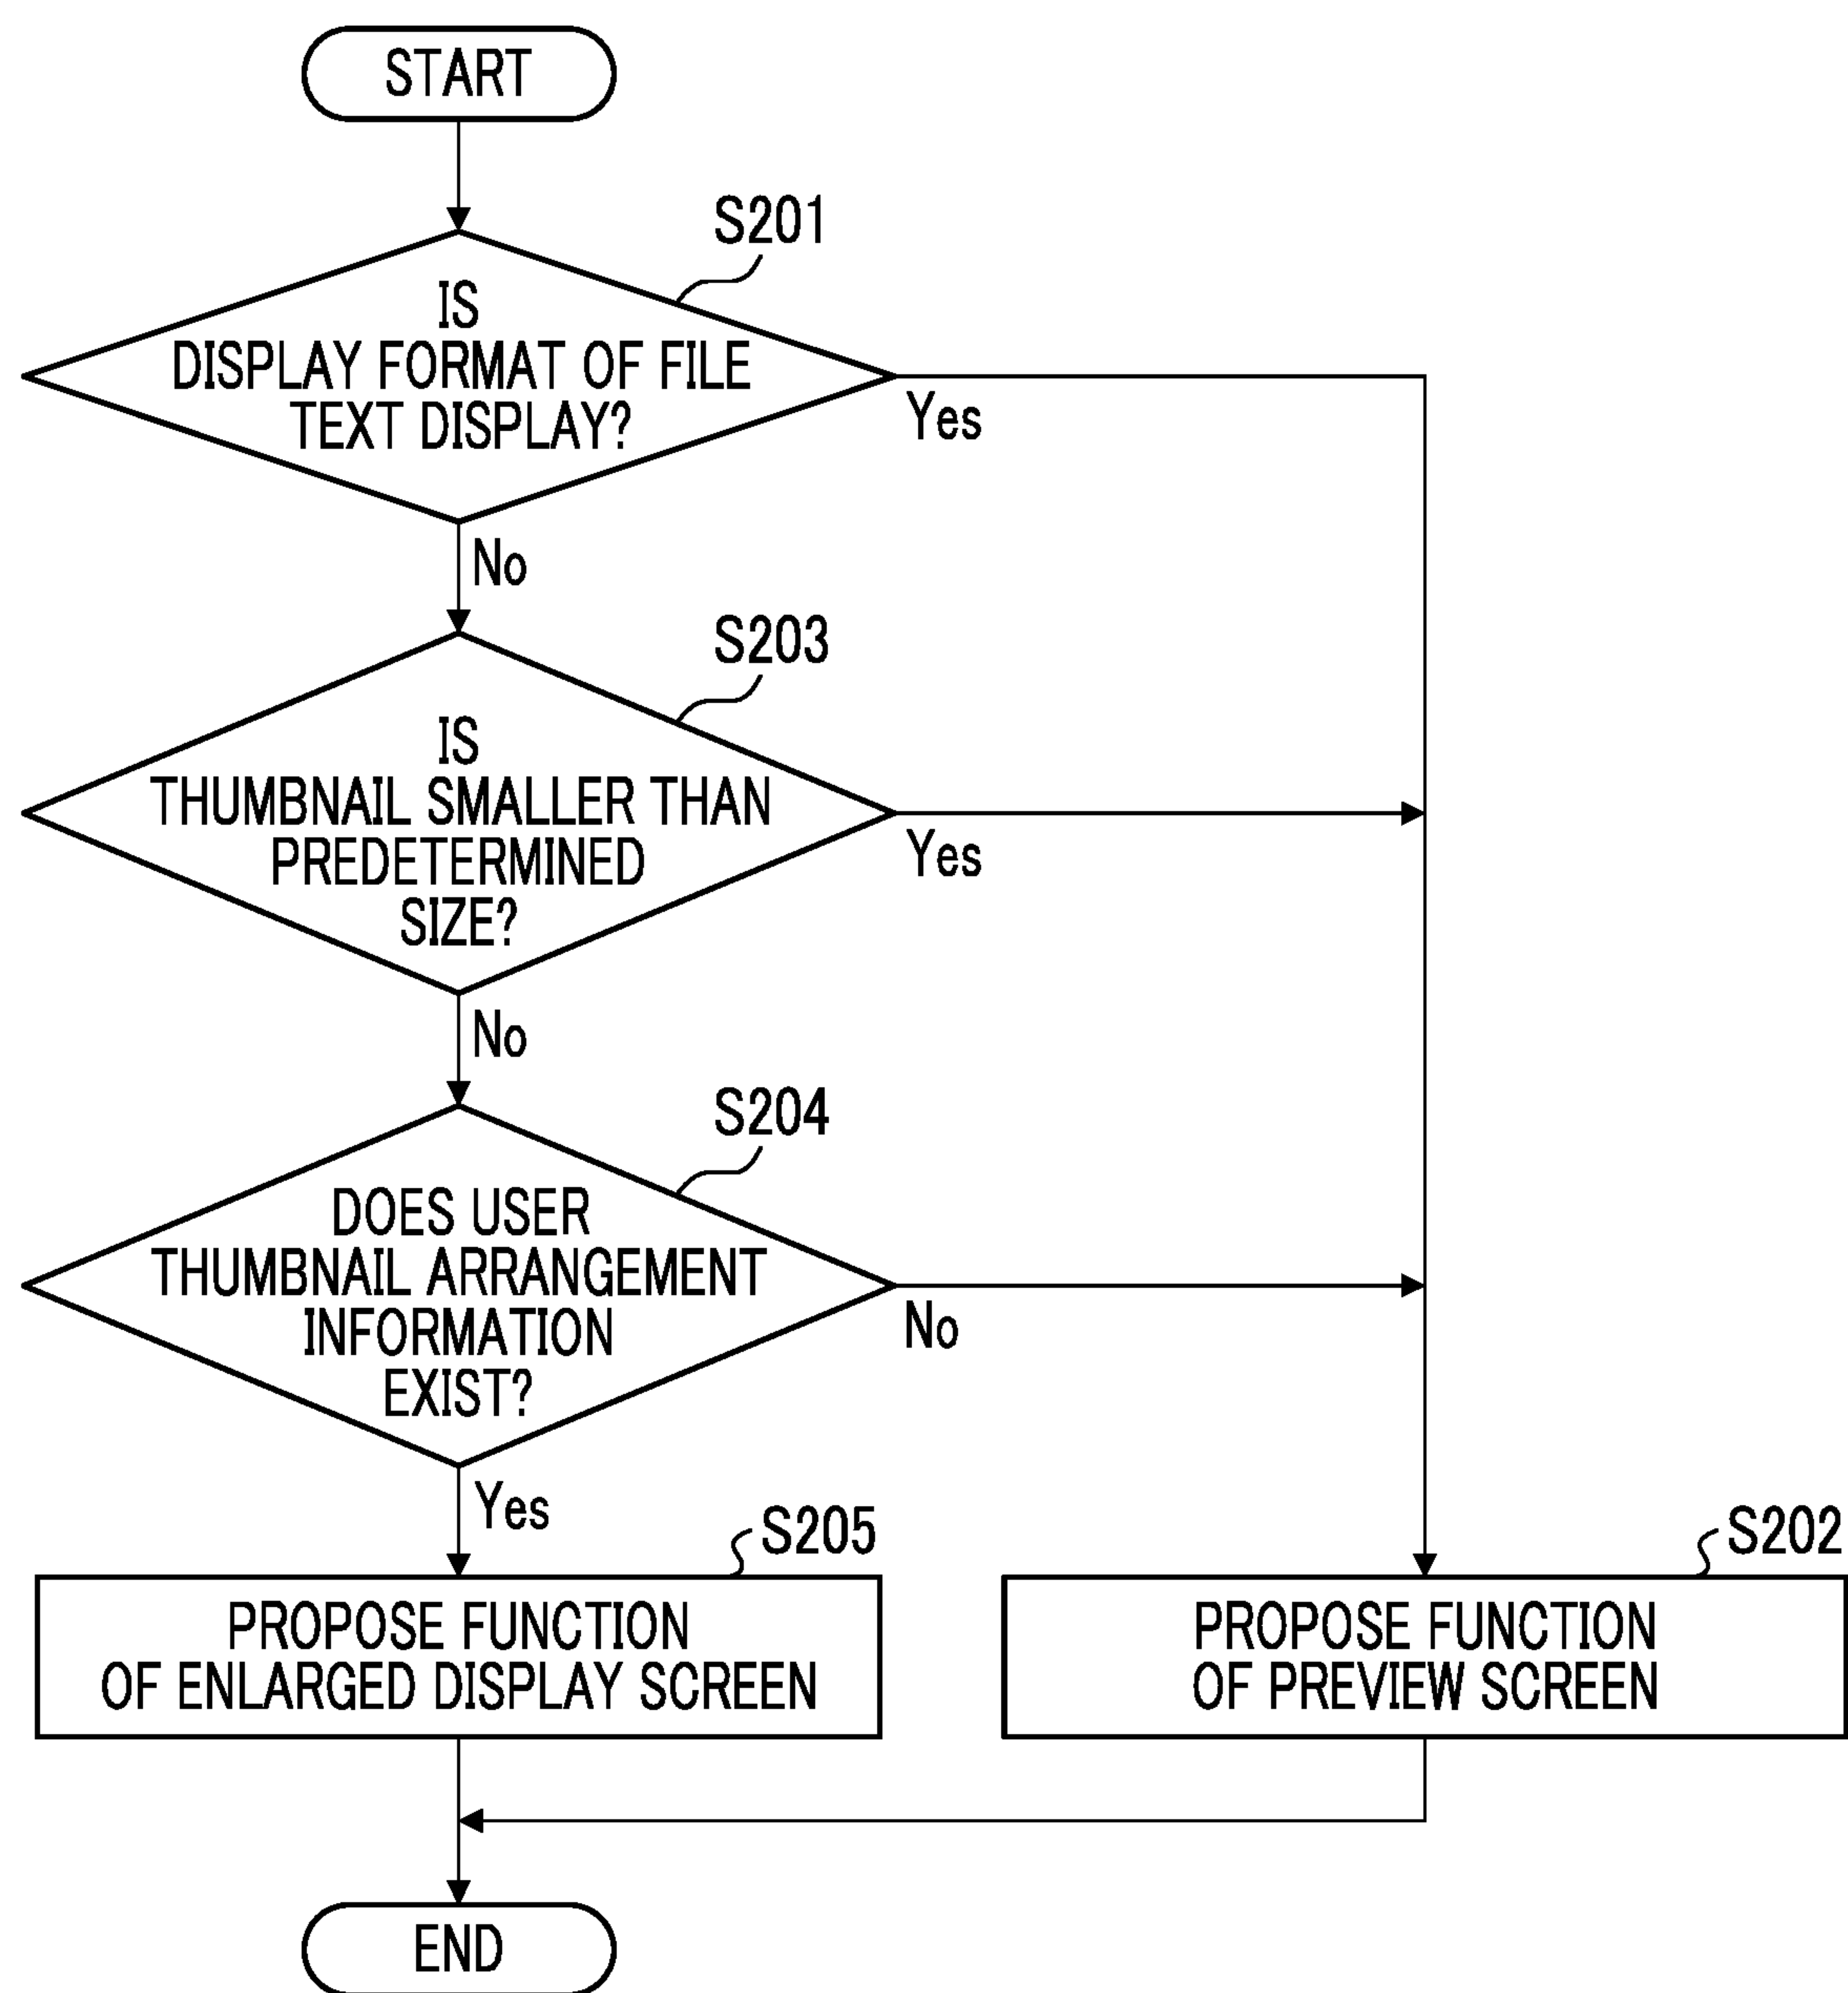 START
S201
IS
DISPLAY FORMAT OF FILE
TEXT DISPLAY?
Yes
No
S203
IS
THUMBNAIL SMALLER THAN
PREDETERMINED
SIZE?
Yes
No
S204
DOES USER
THUMBNAIL ARRANGEMENT
INFORMATION
EXIST?
No
Yes
S205
PROPOSE FUNCTION
OF ENLARGED DISPLAY SCREEN
S202
PROPOSE FUNCTION
OF PREVIEW SCREEN
END